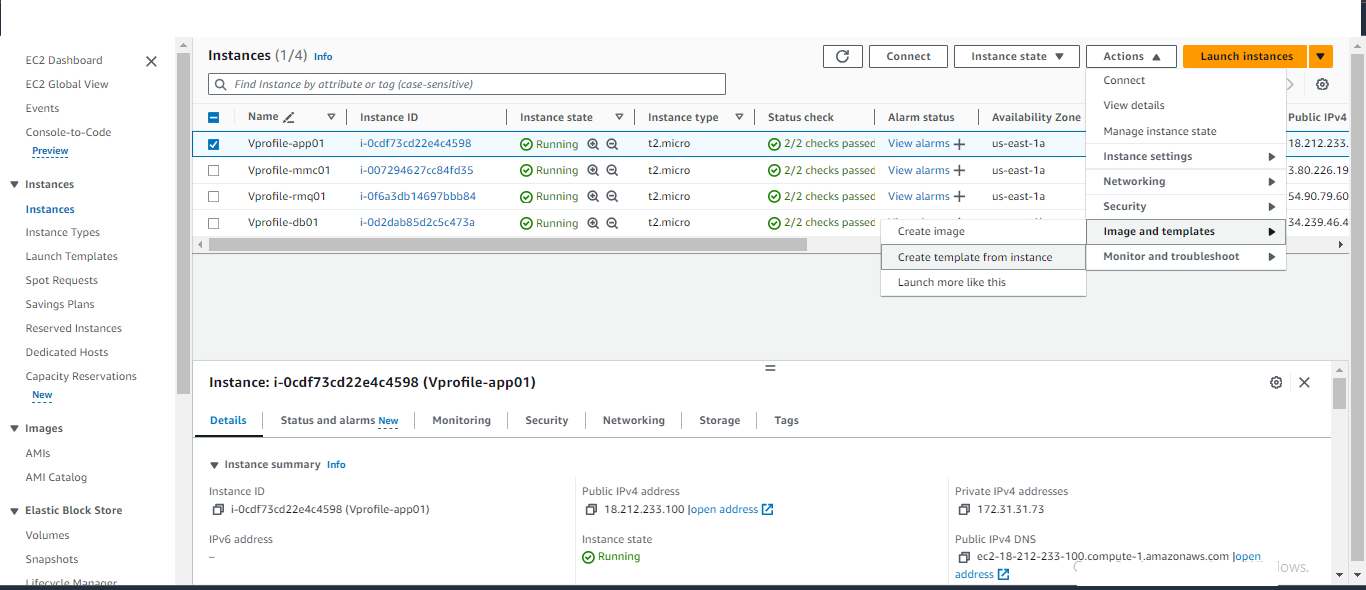 EC2 Dashboard
EC2 Global View
Events
Console-to-Code
Preview
Instances
Instances
Instance Types
Launch Templates
Spot Requests
Savings Plans
Reserved Instances
Dedicated Hosts
Capacity Reservations
New
Images
AMIs
AMI Catalog
Elastic Block Store
Volumes
Snapshots
Lifecycle Manager
Instances (1/4) Info
Connect Instance state Actions Launch instances
Find Instance by attribute or tag (case-sensitive)
Name Instance ID Instance state Instance type Status check Alarm status Availability Zone Public IPv4
Vprofile-app01 i-0cdf73cd22e4c4598 Running t2.micro 2/2 checks passed View alarms + us-east-1a 18.212.233.
Vprofile-mmc01 i-007294627cc84fd35 Running t2.micro 2/2 checks passed View alarms + us-east-1a 3.80.226.19
Vprofile-rmq01 i-0f6a3db14697bbb84 Running t2.micro 2/2 checks passed View alarms + us-east-1a 54.90.79.60
Vprofile-db01 i-0d2dab85d2c5c473a Running t2.micro 2/2 checks passed 34.239.46.4
Connect
View details
Manage instance state
Instance settings
Networking
Security
Image and templates
Monitor and troubleshoot
Create image
Create template from instance
Launch more like this
Instance: i-0cdf73cd22e4c4598 (Vprofile-app01)
Details Status and alarms New Monitoring Security Networking Storage Tags
Instance summary Info
Instance ID
i-0cdf73cd22e4c4598 (Vprofile-app01)
Public IPv4 address
18.212.233.100 |open address
Private IPv4 addresses
172.31.31.73
IPv6 address
–
Instance state
Running
Public IPv4 DNS
ec2-18-212-233-100.compute-1.amazonaws.com |open
address